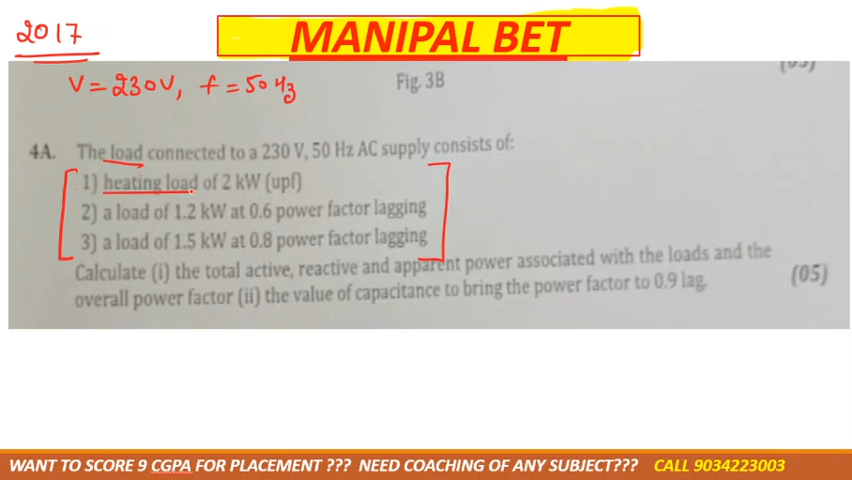 2017
MANIPAL BET
V = 230V, f = 50 Hz
Fig. 3B
(05)
4A. The load connected to a 230 V, 50 Hz AC supply consists of:
1) heating load of 2 kW (upf)
2) a load of 1.2 kW at 0.6 power factor lagging
3) a load of 1.5 kW at 0.8 power factor lagging
Calculate (i) the total active, reactive and apparent power associated with the loads and the
overall power factor (ii) the value of capacitance to bring the power factor to 0.9 lag.
(05)
WANT TO SCORE 9 CGPA FOR PLACEMENT ??? NEED COACHING OF ANY SUBJECT??? CALL 9034223003